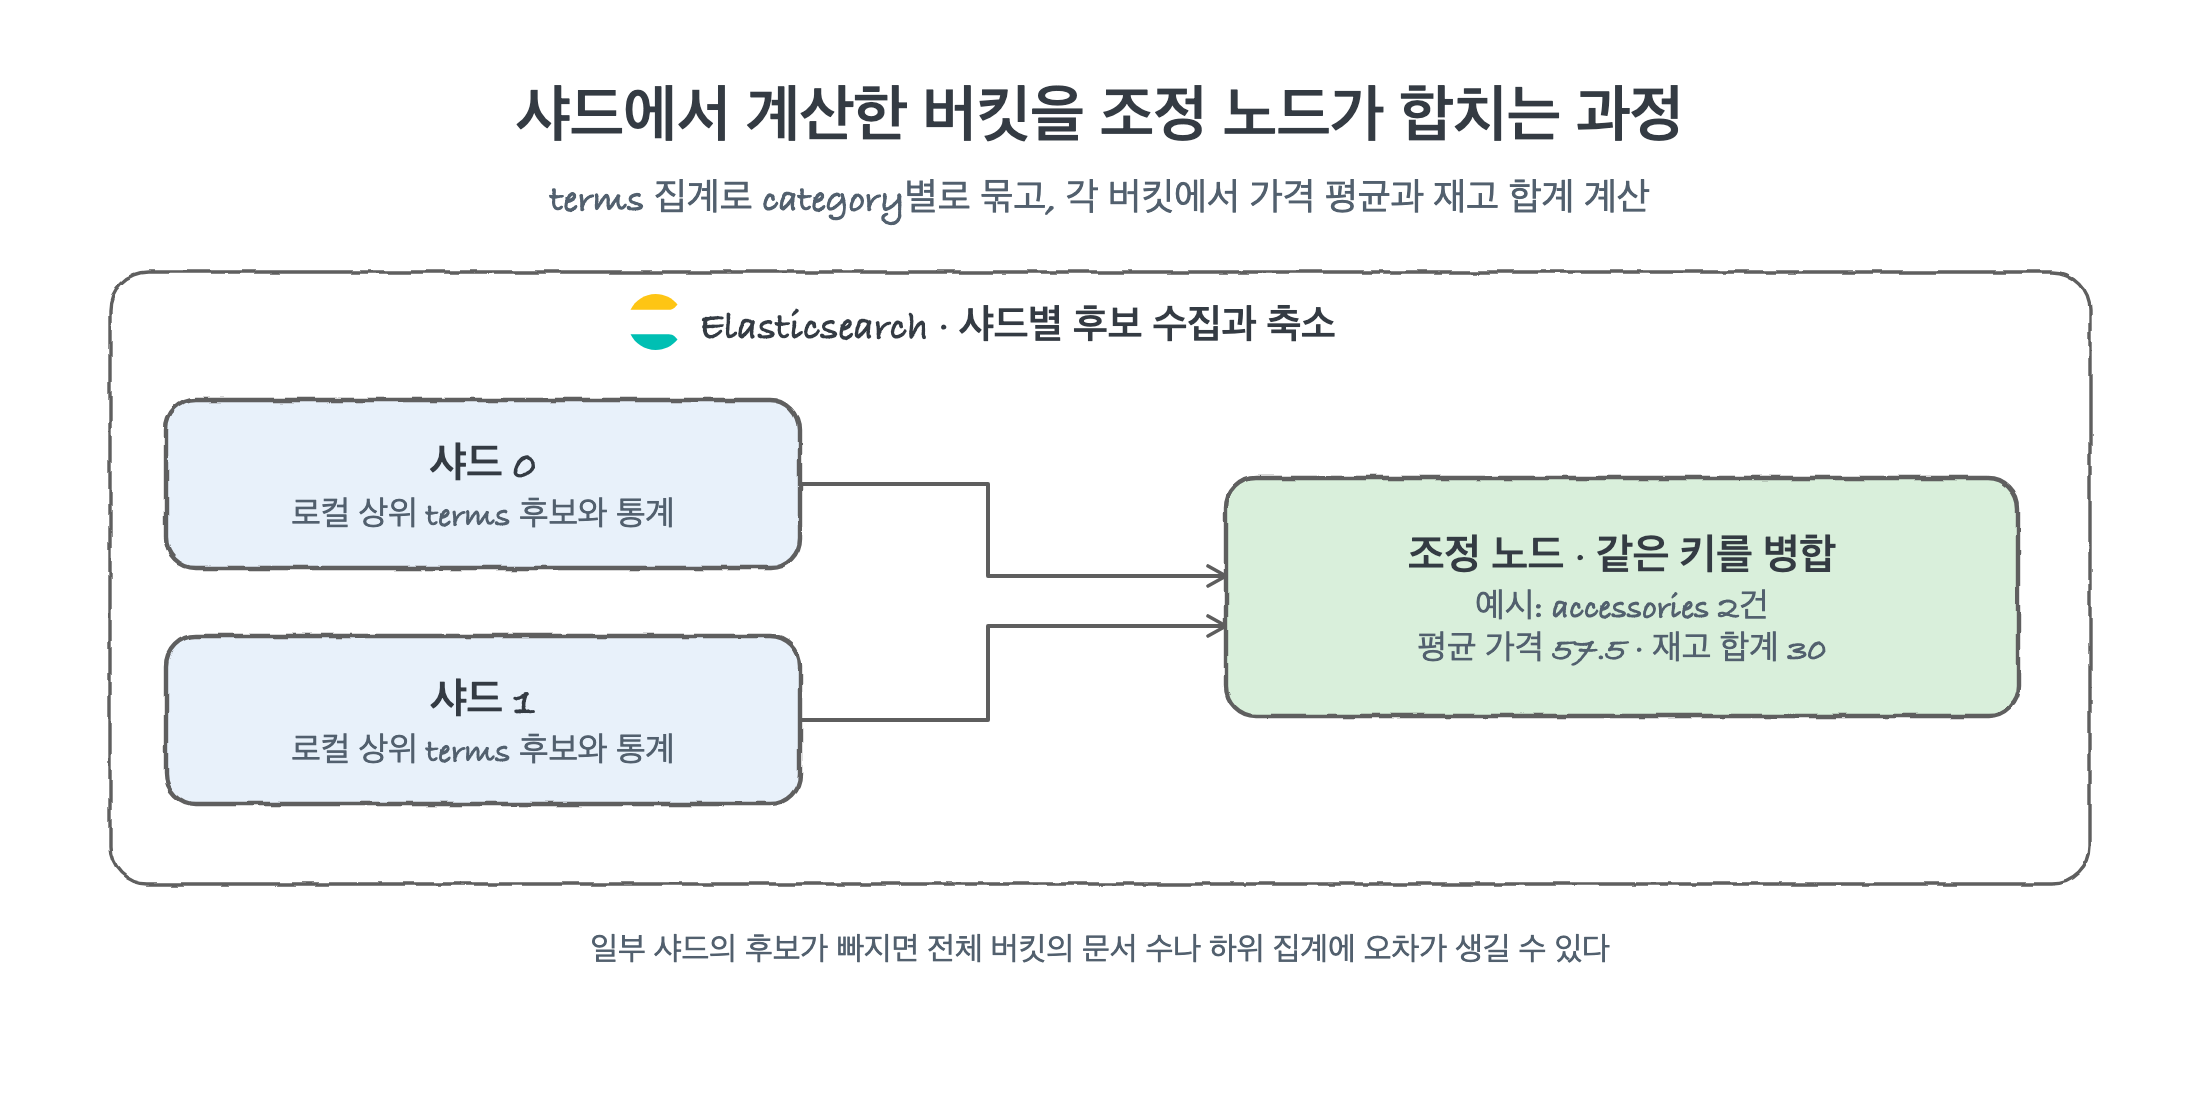 샤드에서 계산한 버킷을 조정 노드가 합치는 과정
terms 집계로 category별로 묶고, 각 버킷에서 가격 평균과 재고 합계 계산
Elasticsearch · 샤드별 후보 수집과 축소
샤드 0
로컬 상위 terms 후보와 통계
샤드 1
로컬 상위 terms 후보와 통계
조정 노드 · 같은 키를 병합
예시: accessories 2건
평균 가격 57.5 · 재고 합계 30
일부 샤드의 후보가 빠지면 전체 버킷의 문서 수나 하위 집계에 오차가 생길 수 있다